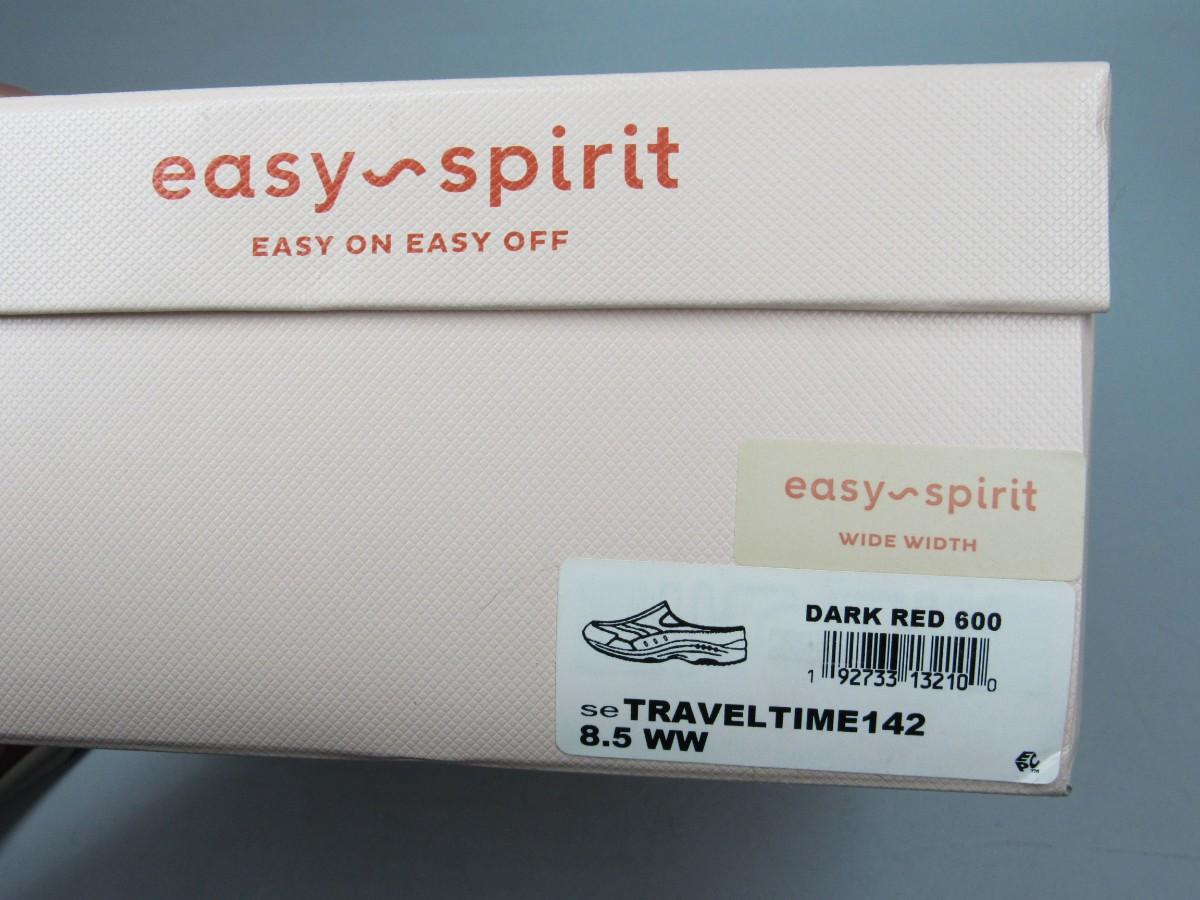 easy~spirit
EASY ON EASY OFF
easy~spirit
WIDE WIDTH
DARK RED 600
1 92733 13210 0
seTRAVELTIME142
8.5 WW